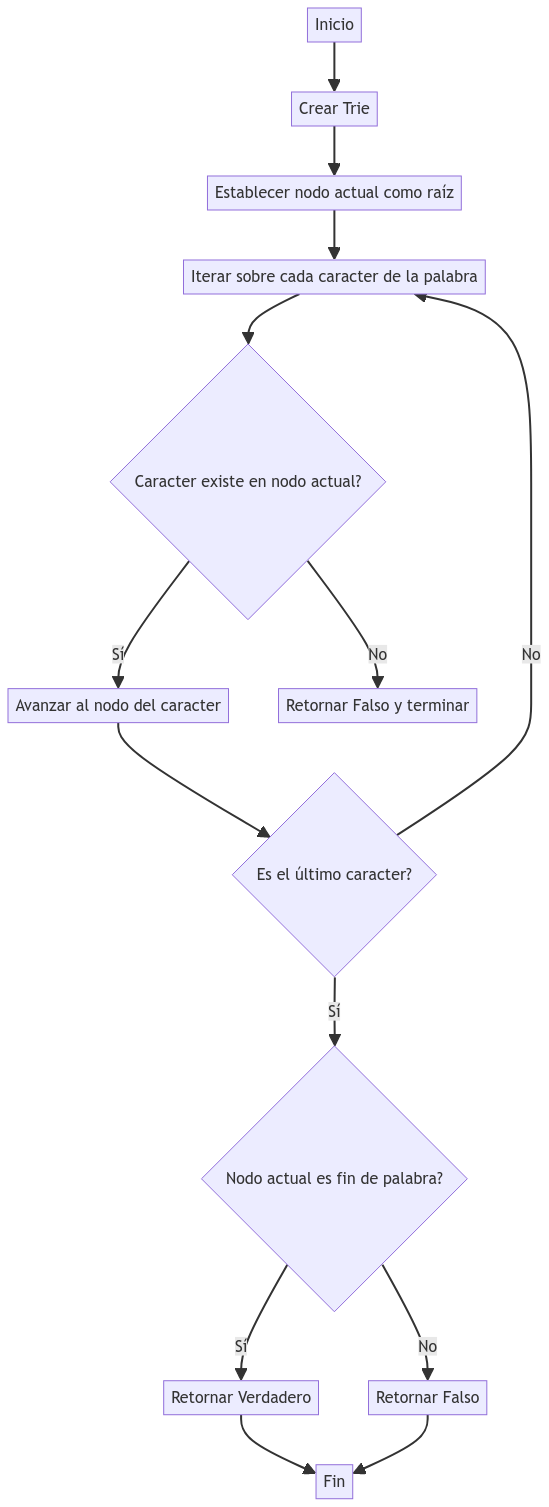 Inicio
Crear Trie
Establecer nodo actual como raíz
Iterar sobre cada caracter de la palabra
Caracter existe en nodo actual?
Sí
No
No
Avanzar al nodo del caracter
Retornar Falso y terminar
Es el último caracter?
Sí
Nodo actual es fin de palabra?
Sí
No
Retornar Verdadero
Retornar Falso
Fin